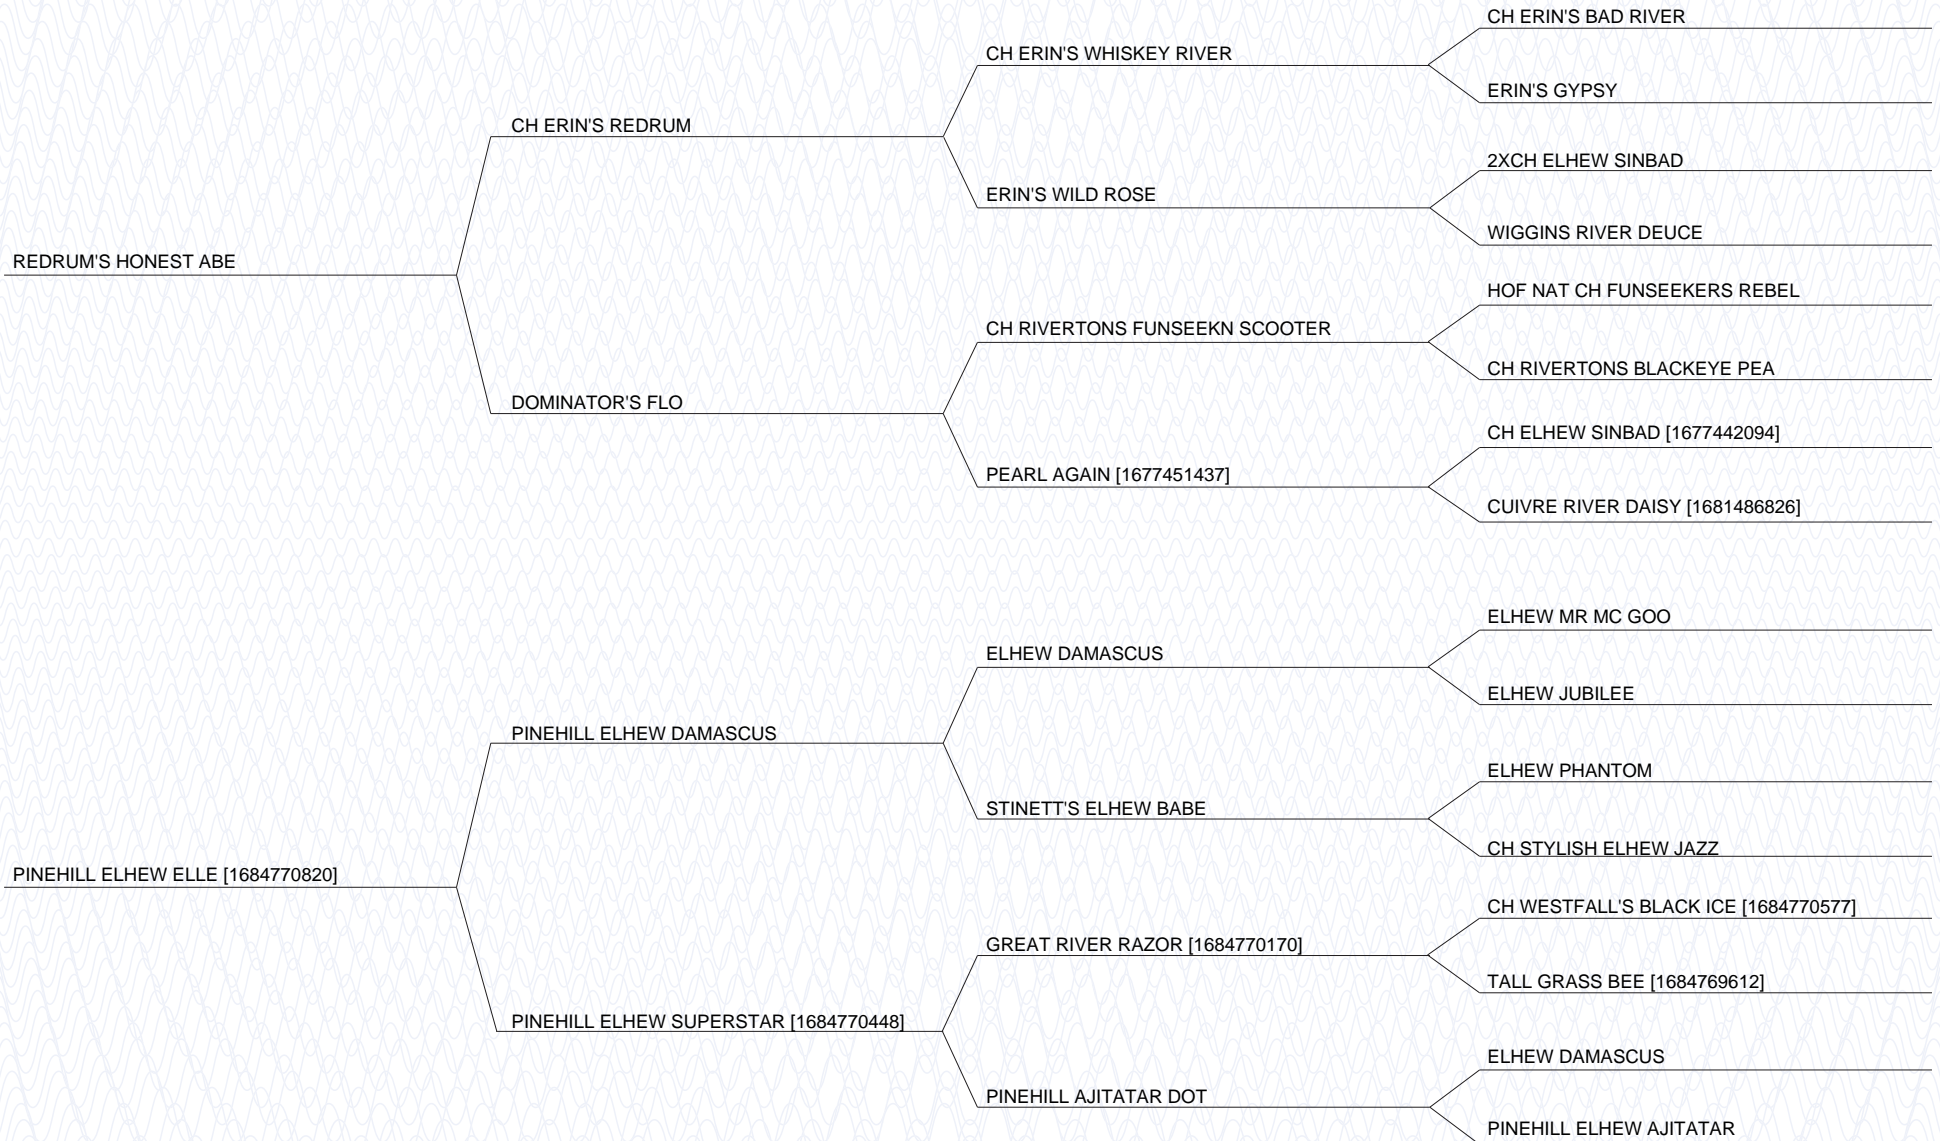 CH ERIN'S BAD RIVER
CH ERIN'S WHISKEY RIVER
ERIN'S GYPSY
CH ERIN'S REDRUM
2XCH ELHEW SINBAD
ERIN'S WILD ROSE
WIGGINS RIVER DEUCE
REDRUM'S HONEST ABE
HOF NAT CH FUNSEEKERS REBEL
CH RIVERTONS FUNSEEKN SCOOTER
CH RIVERTONS BLACKEYE PEA
DOMINATOR'S FLO
CH ELHEW SINBAD [1677442094]
PEARL AGAIN [1677451437]
CUIVRE RIVER DAISY [1681486826]
ELHEW MR MC GOO
ELHEW DAMASCUS
ELHEW JUBILEE
PINEHILL ELHEW DAMASCUS
ELHEW PHANTOM
STINETT'S ELHEW BABE
CH STYLISH ELHEW JAZZ
PINEHILL ELHEW ELLE [1684770820]
CH WESTFALL'S BLACK ICE [1684770577]
GREAT RIVER RAZOR [1684770170]
TALL GRASS BEE [1684769612]
PINEHILL ELHEW SUPERSTAR [1684770448]
ELHEW DAMASCUS
PINEHILL AJITATAR DOT
PINEHILL ELHEW AJITATAR